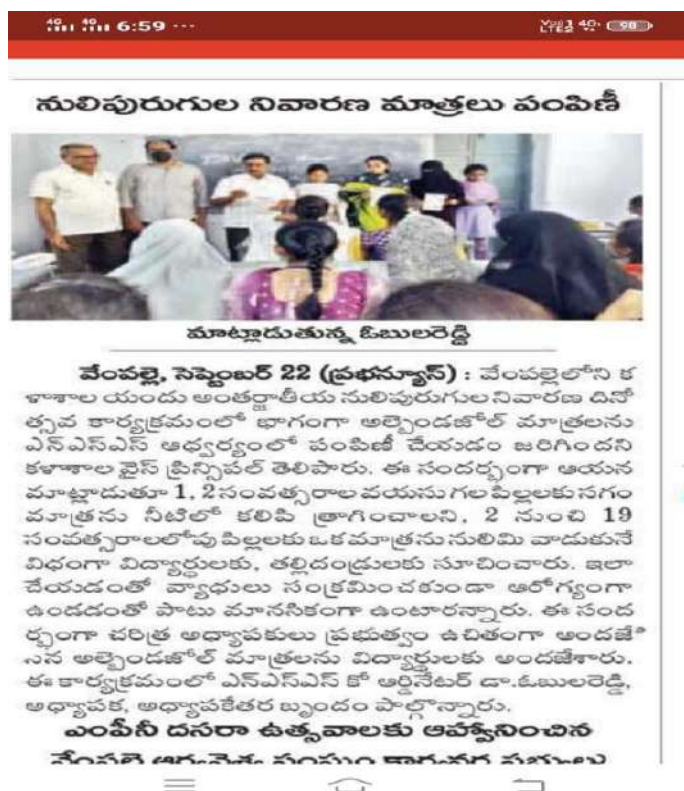 6:59 ...
98
నులిపురుగుల నివారణ మాత్రలు పంపిణీ
మాట్లాడుతున్న ఓబులరెడ్డి
వేంపల్లె, సెప్టెంబర్ 22 (ప్రభన్యూస్) : వేంపల్లెలోని క
ళాశాల యందు అంతర్జాతీయ నులిపురుగుల నివారణ దినో
త్సవ కార్యక్రమంలో భాగంగా అల్బెండజోల్ మాత్రలను
ఎన్ఎస్ఎస్ ఆధ్వర్యంలో పంపిణీ చేయడం జరిగిందని
కళాశాల వైస్ ప్రిన్సిపల్ తెలిపారు. ఈ సందర్భంగా ఆయన
మాట్లాడుతూ 1, 2 సంవత్సరాల వయసు గల పిల్లలకు సగం
మాత్రను నీటిలో కలిపి త్రాగించాలని, 2 నుంచి 19
సంవత్సరాలలోపు పిల్లలకు ఒక మాత్రను నులిమి వాడుకునే
విధంగా విద్యార్థులకు, తల్లిదండ్రులకు సూచించారు. ఇలా
చేయడంతో వ్యాధులు సంక్రమించకుండా ఆరోగ్యంగా
ఉండడంతో పాటు మానసికంగా ఉంటారన్నారు. ఈ సంద
ర్భంగా చరిత్ర అధ్యాపకులు ప్రభుత్వం ఉచితంగా అందజే
సిన అల్బెండజోల్ మాత్రలను విద్యార్థులకు అందజేశారు.
ఈ కార్యక్రమంలో ఎన్ఎస్ఎస్ కో ఆర్డినేటర్ డా.ఓబులరెడ్డి,
అధ్యాపక, అధ్యాపకేతర బృందం పాల్గొన్నారు.
ఎంపీనీ దసరా ఉత్సవాలకు ఆహ్వానించిన